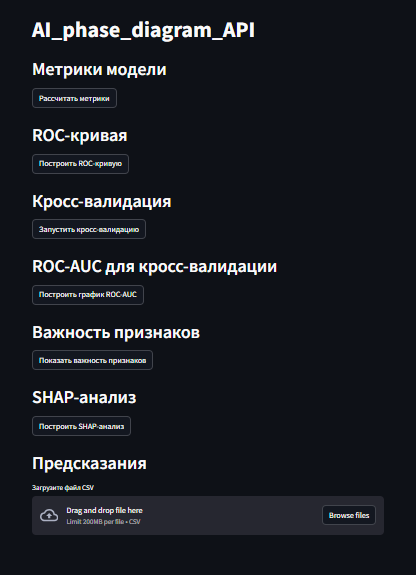 AI_phase_diagram_API
Метрики модели
Рассчитать метрики
ROC-кривая
Построить ROC-кривую
Кросс-валидация
Запустить кросс-валидацию
ROC-AUC для кросс-валидации
Построить график ROC-AUC
Важность признаков
Показать важность признаков
SHAP-анализ
Построить SHAP-анализ
Предсказания
Загрузите файл CSV
Drag and drop file here
Limit 200MB per file • CSV
Browse files